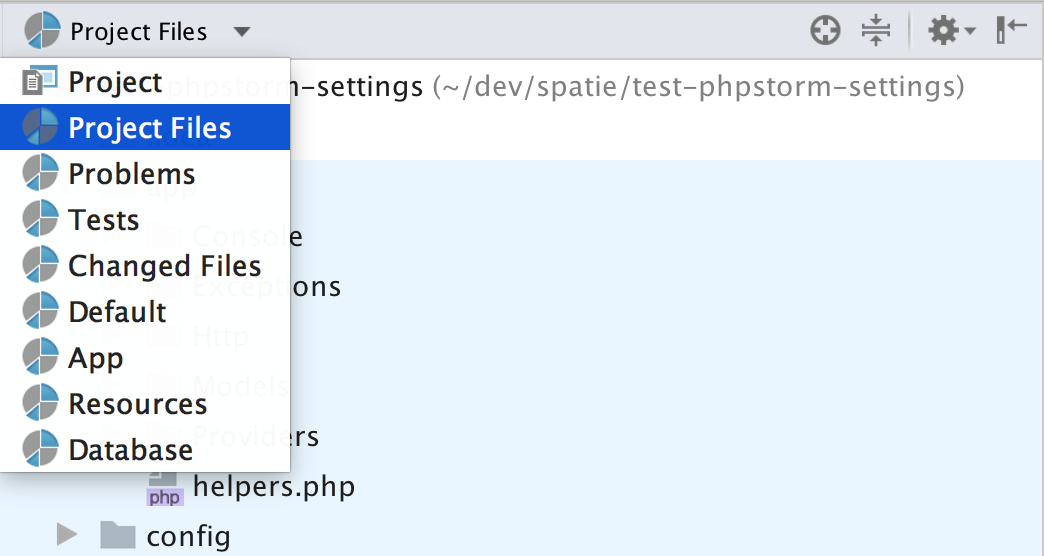 Project Files
Project
phpstorm-settings (~/dev/spatie/test-phpstorm-settings)
Project Files
Problems
app
Tests
Console
Changed Files
Exceptions
Default
Http
App
Models
Resources
Providers
Database
helpers.php
php
config